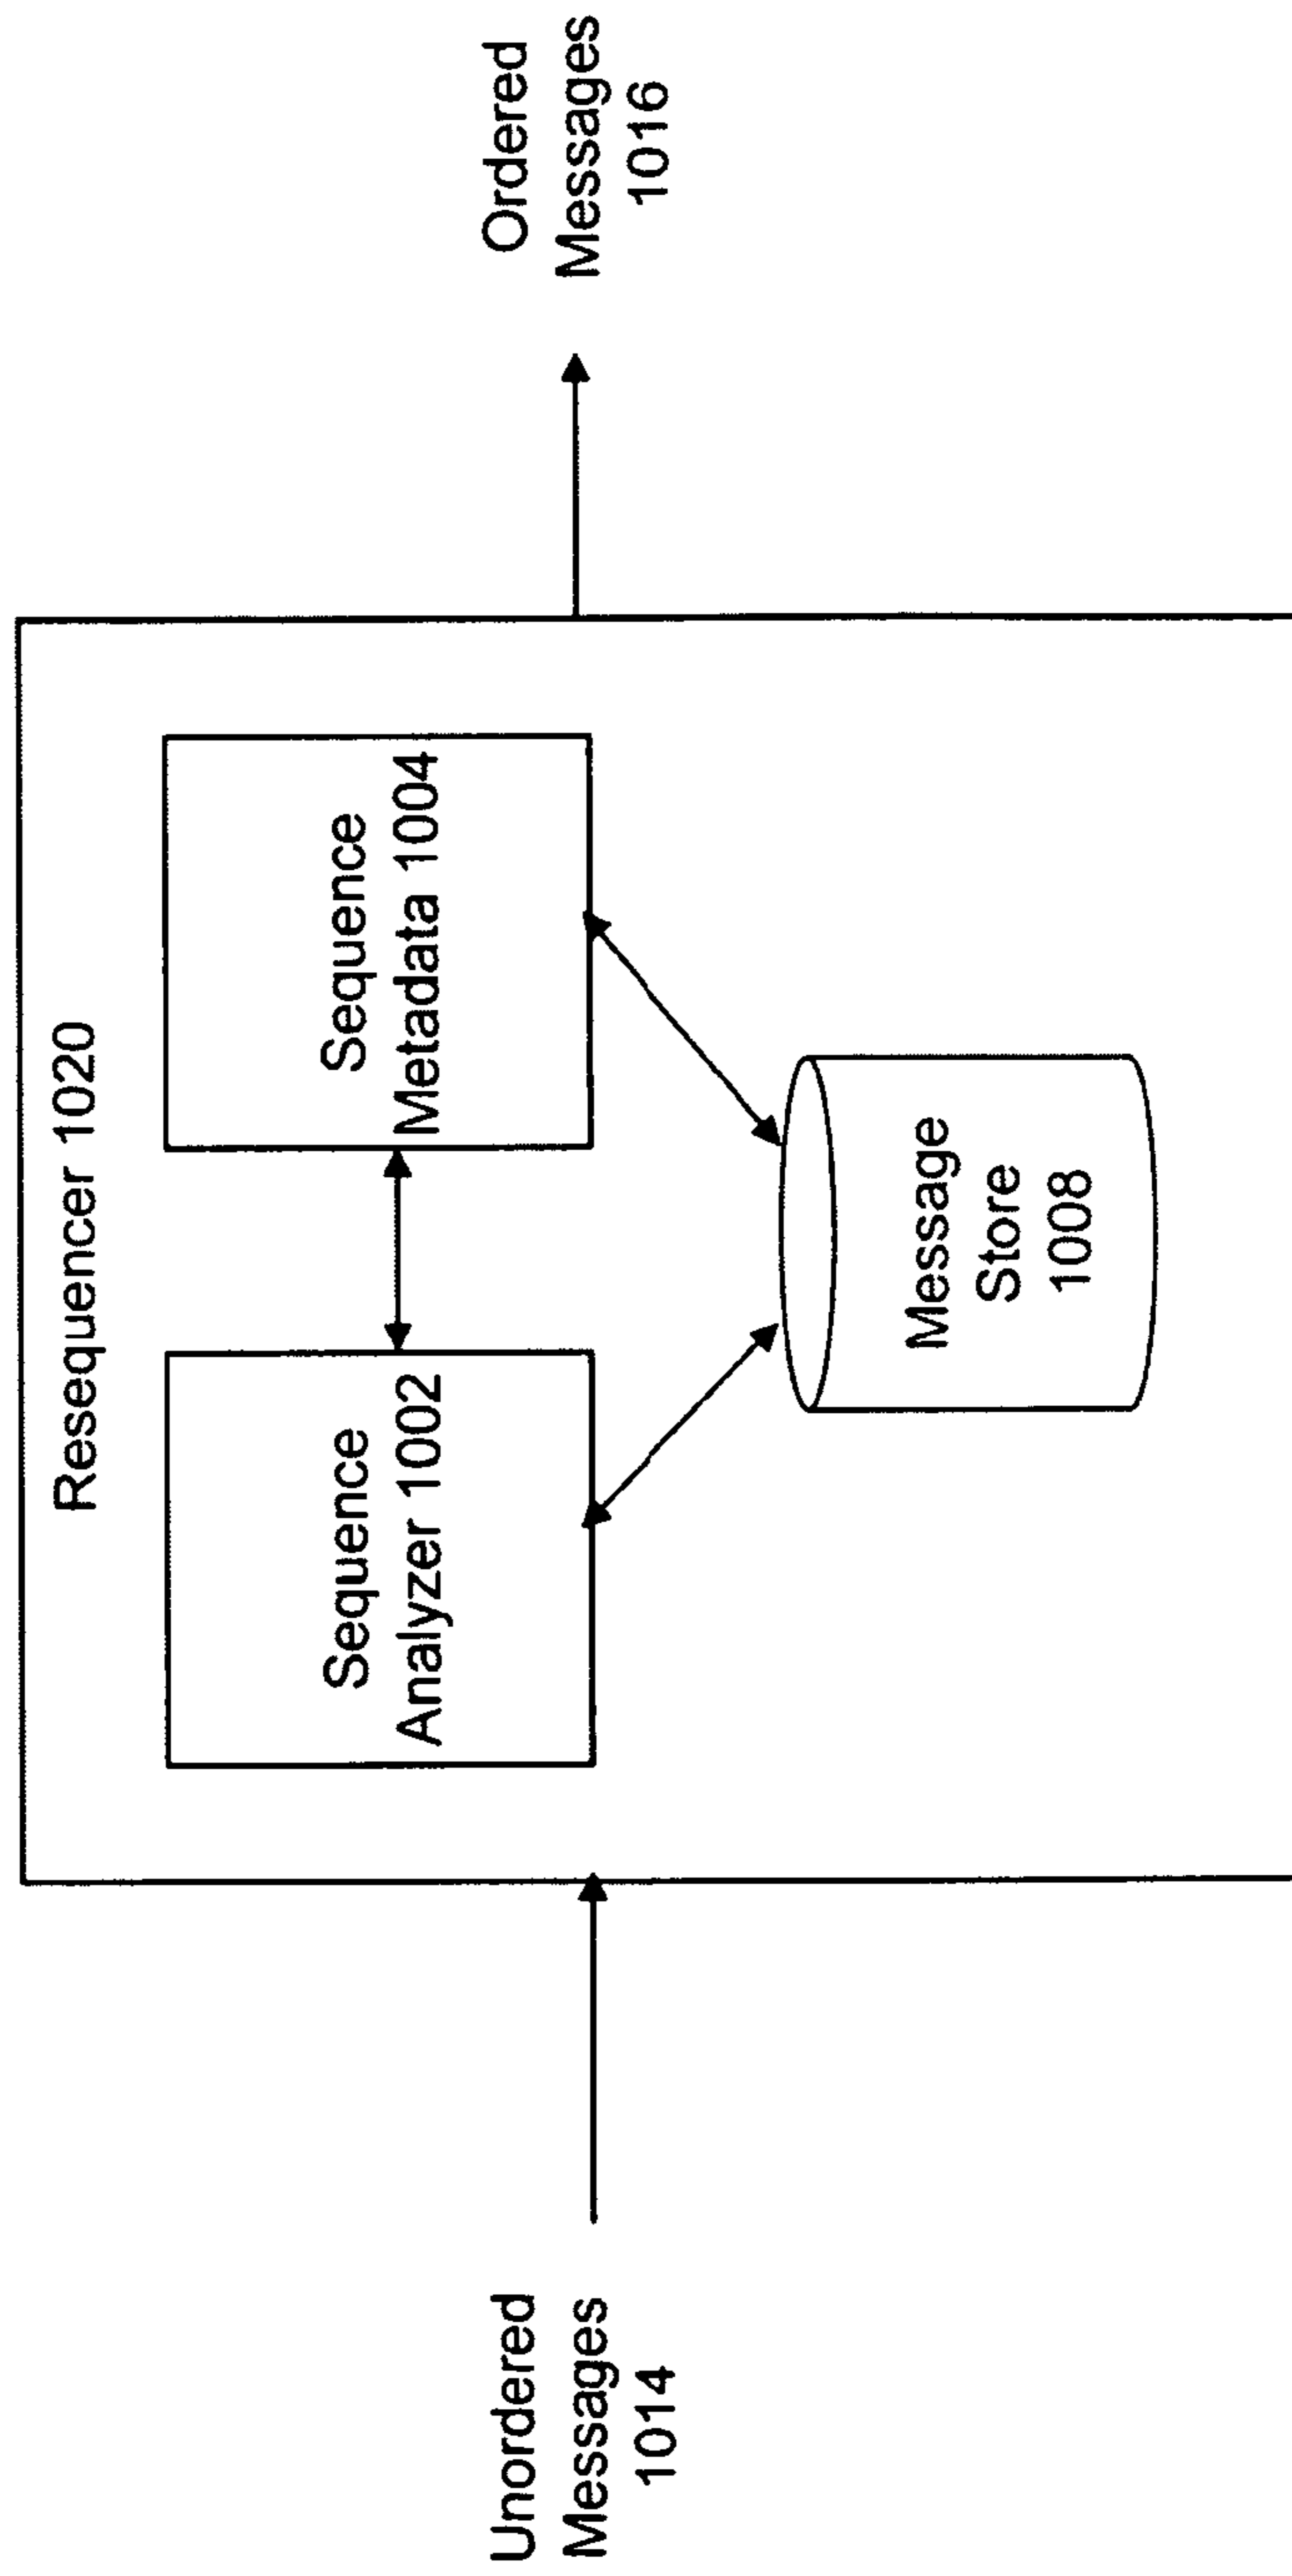 Resequencer 1020
Unordered
Messages
1014
Sequence
Analyzer 1002
Sequence
Metadata 1004
Message
Store
1008
Ordered
Messages
1016